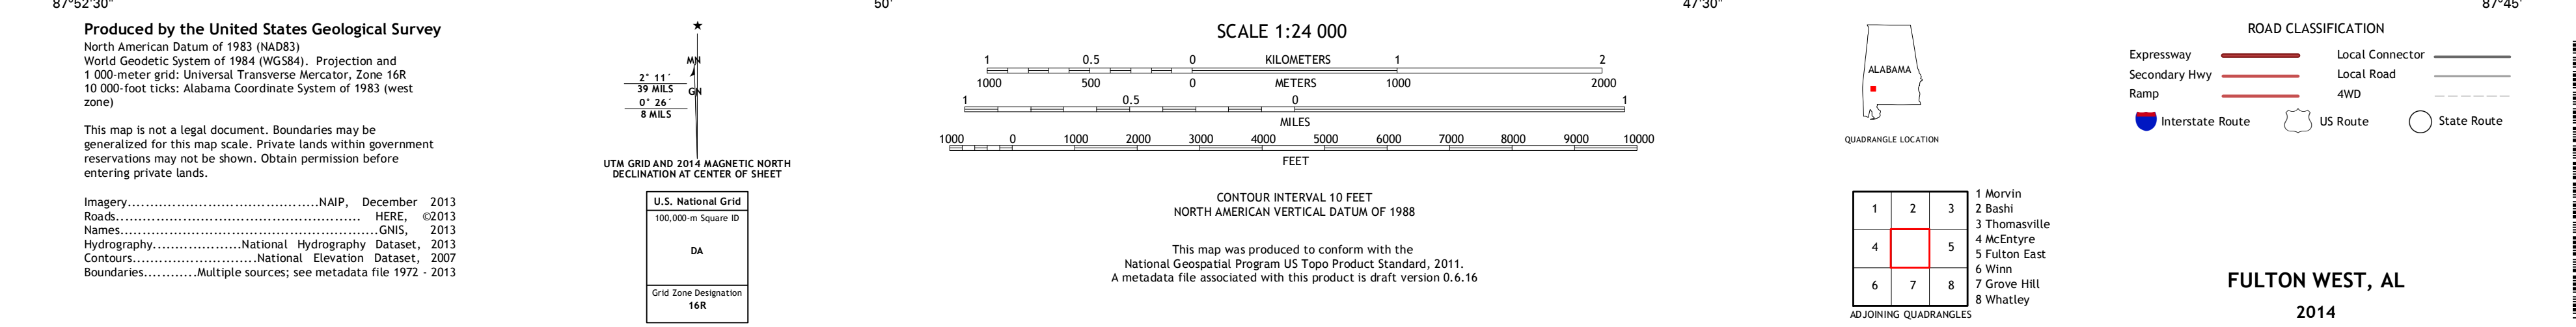 87°52'30"
50'
47'30"
87°45'
Produced by the United States Geological Survey
North American Datum of 1983 (NAD83)
World Geodetic System of 1984 (WGS84). Projection and
1 000-meter grid: Universal Transverse Mercator, Zone 16R
10 000-foot ticks: Alabama Coordinate System of 1983 (west
zone)
This map is not a legal document. Boundaries may be
generalized for this map scale. Private lands within government
reservations may not be shown. Obtain permission before
entering private lands.
Imagery.......................................NAIP, December 2013
Roads.................................................. HERE, ©2013
Names.....................................................GNIS, 2013
Hydrography...................National Hydrography Dataset, 2013
Contours..........................National Elevation Dataset, 2007
Boundaries...........Multiple sources; see metadata file 1972 - 2013
MN
GN
2° 11´
39 MILS
0° 26´
8 MILS
UTM GRID AND 2014 MAGNETIC NORTH
DECLINATION AT CENTER OF SHEET
U.S. National Grid
100,000-m Square ID
DA
Grid Zone Designation
16R
SCALE 1:24 000
1 0.5 0 KILOMETERS 1 2
1000 500 0 METERS 1000 2000
1 0.5 0 1
MILES
1000 0 1000 2000 3000 4000 5000 6000 7000 8000 9000 10000
FEET
CONTOUR INTERVAL 10 FEET
NORTH AMERICAN VERTICAL DATUM OF 1988
This map was produced to conform with the
National Geospatial Program US Topo Product Standard, 2011.
A metadata file associated with this product is draft version 0.6.16
ALABAMA
QUADRANGLE LOCATION
1 2 3
4 5
6 7 8
1 Morvin
2 Bashi
3 Thomasville
4 McEntyre
5 Fulton East
6 Winn
7 Grove Hill
8 Whatley
ADJOINING QUADRANGLES
ROAD CLASSIFICATION
Expressway Local Connector
Secondary Hwy Local Road
Ramp 4WD
Interstate Route US Route State Route
FULTON WEST, AL
2014